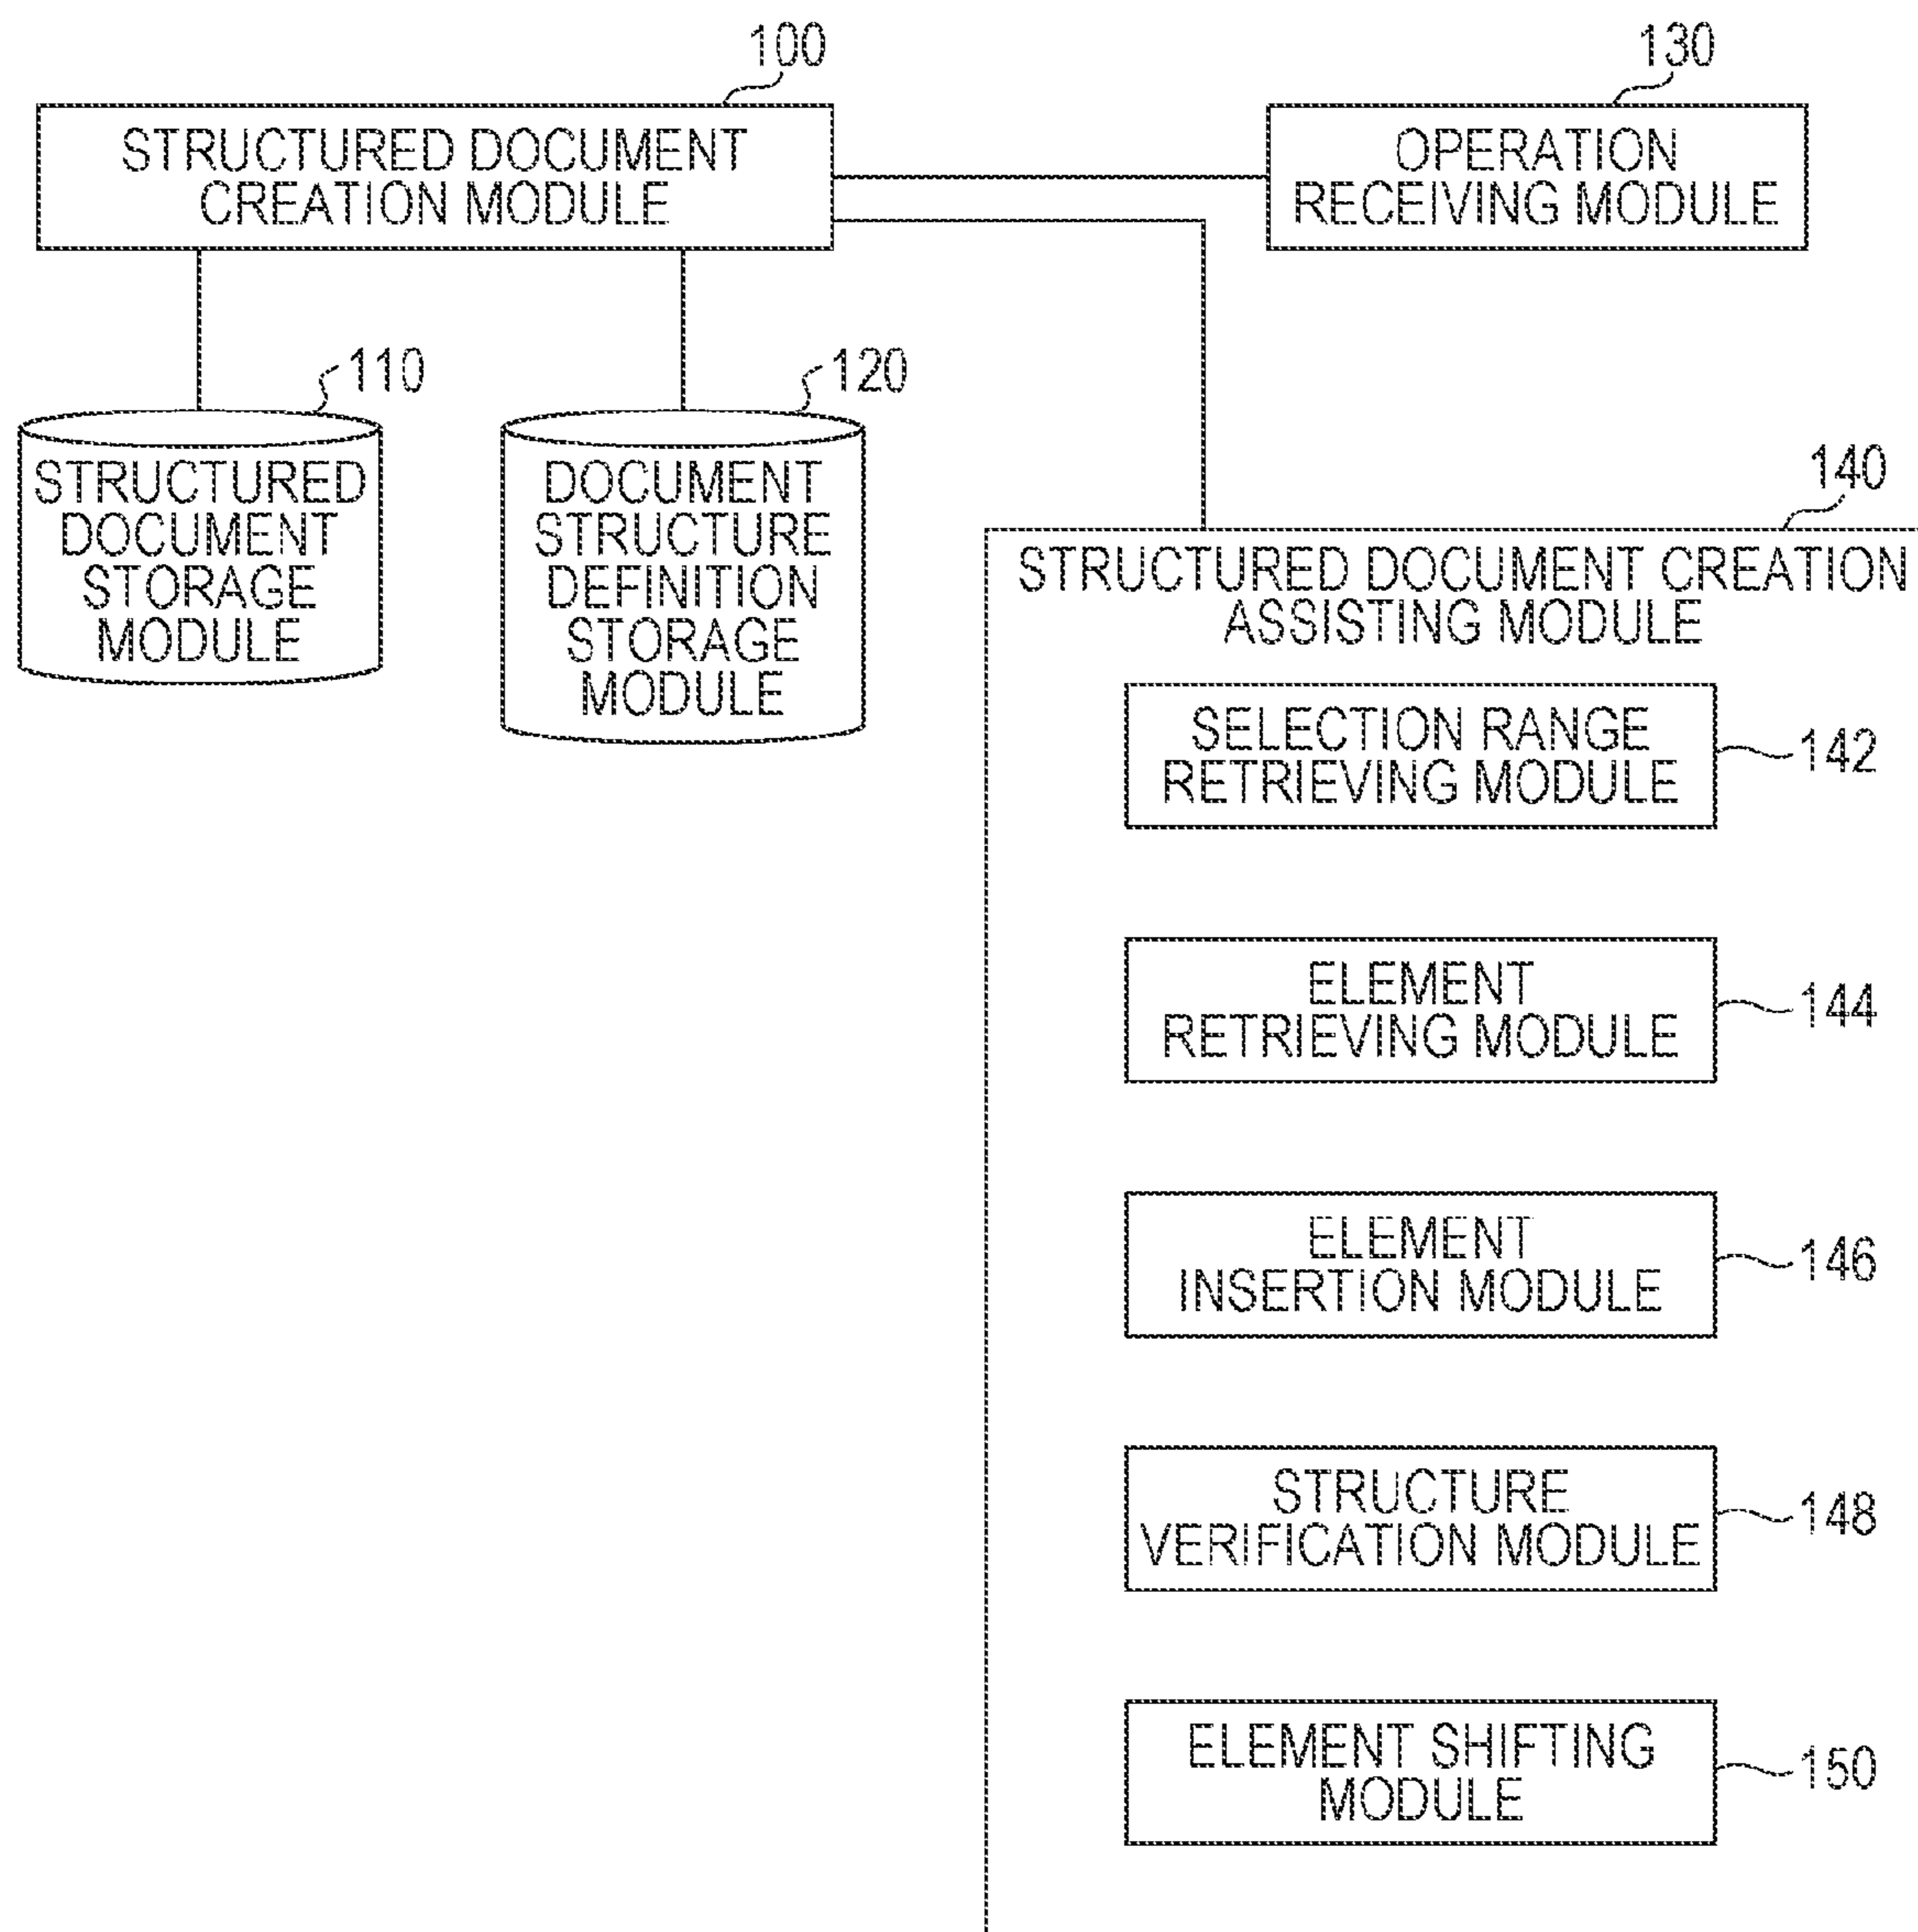 100
STRUCTURED DOCUMENT
CREATION MODULE
130
OPERATION
RECEIVING MODULE
110
STRUCTURED
DOCUMENT
STORAGE
MODULE
120
DOCUMENT
STRUCTURE
DEFINITION
STORAGE
MODULE
140
STRUCTURED DOCUMENT CREATION
ASSISTING MODULE
SELECTION RANGE
RETRIEVING MODULE
142
ELEMENT
RETRIEVING MODULE
144
ELEMENT
INSERTION MODULE
146
STRUCTURE
VERIFICATION MODULE
148
ELEMENT SHIFTING
MODULE
150